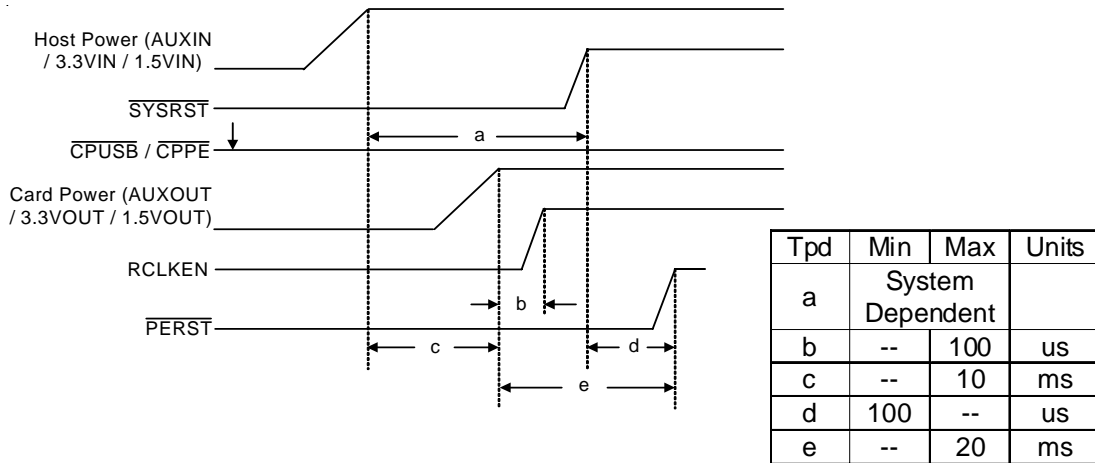 Host Power (AUXIN
/ 3.3VIN / 1.5VIN)
SYSRST
a
CPUSB / CPPE
Card Power (AUXOUT
/ 3.3VOUT / 1.5VOUT)
RCLKEN
b
PERST
c
d
e
Tpd Min Max Units
a System Dependent
b -- 100 us
c -- 10 ms
d 100 -- us
e -- 20 ms